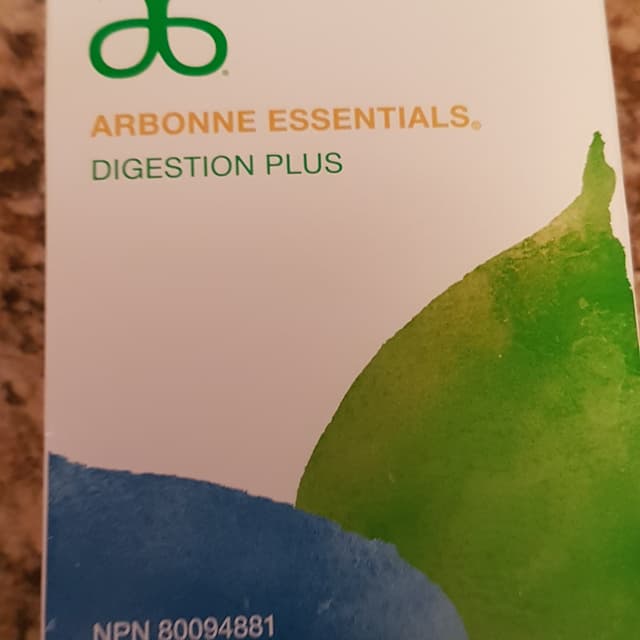 ARBONNE ESSENTIALS®
DIGESTION PLUS
NPN 80094881